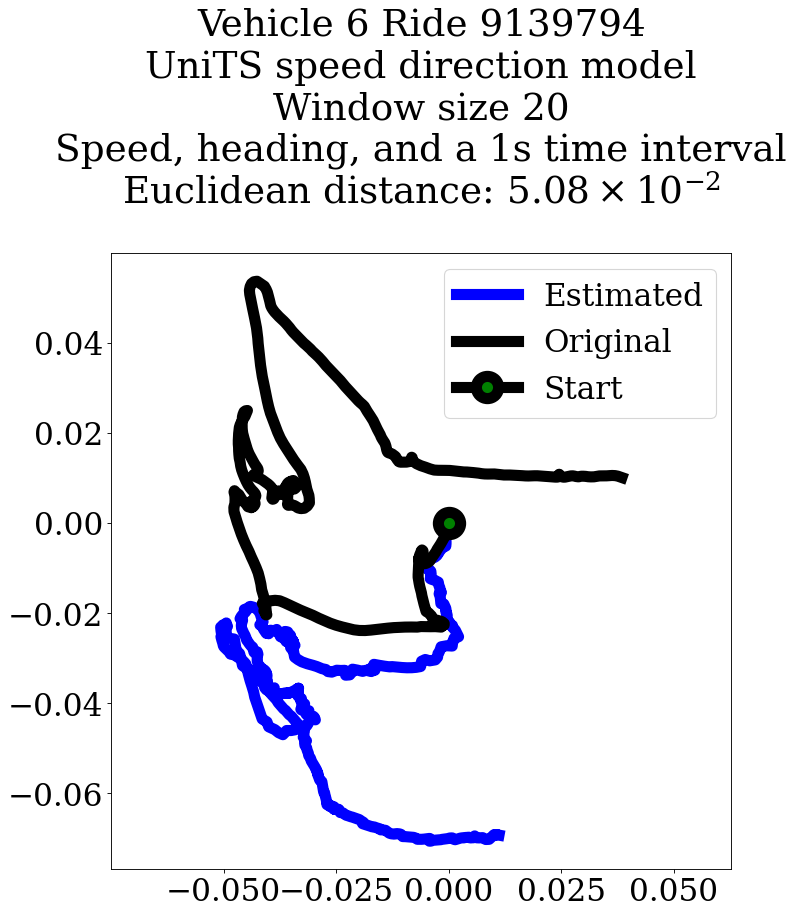 Vehicle 6 Ride 9139794
UniTS speed direction model
Window size 20
Speed, heading, and a 1s time interval
Euclidean distance: 5.08 × 10⁻²
Estimated
Original
Start
0.04
0.02
0.00
−0.02
−0.04
−0.06
−0.050 −0.025 0.000 0.025 0.050